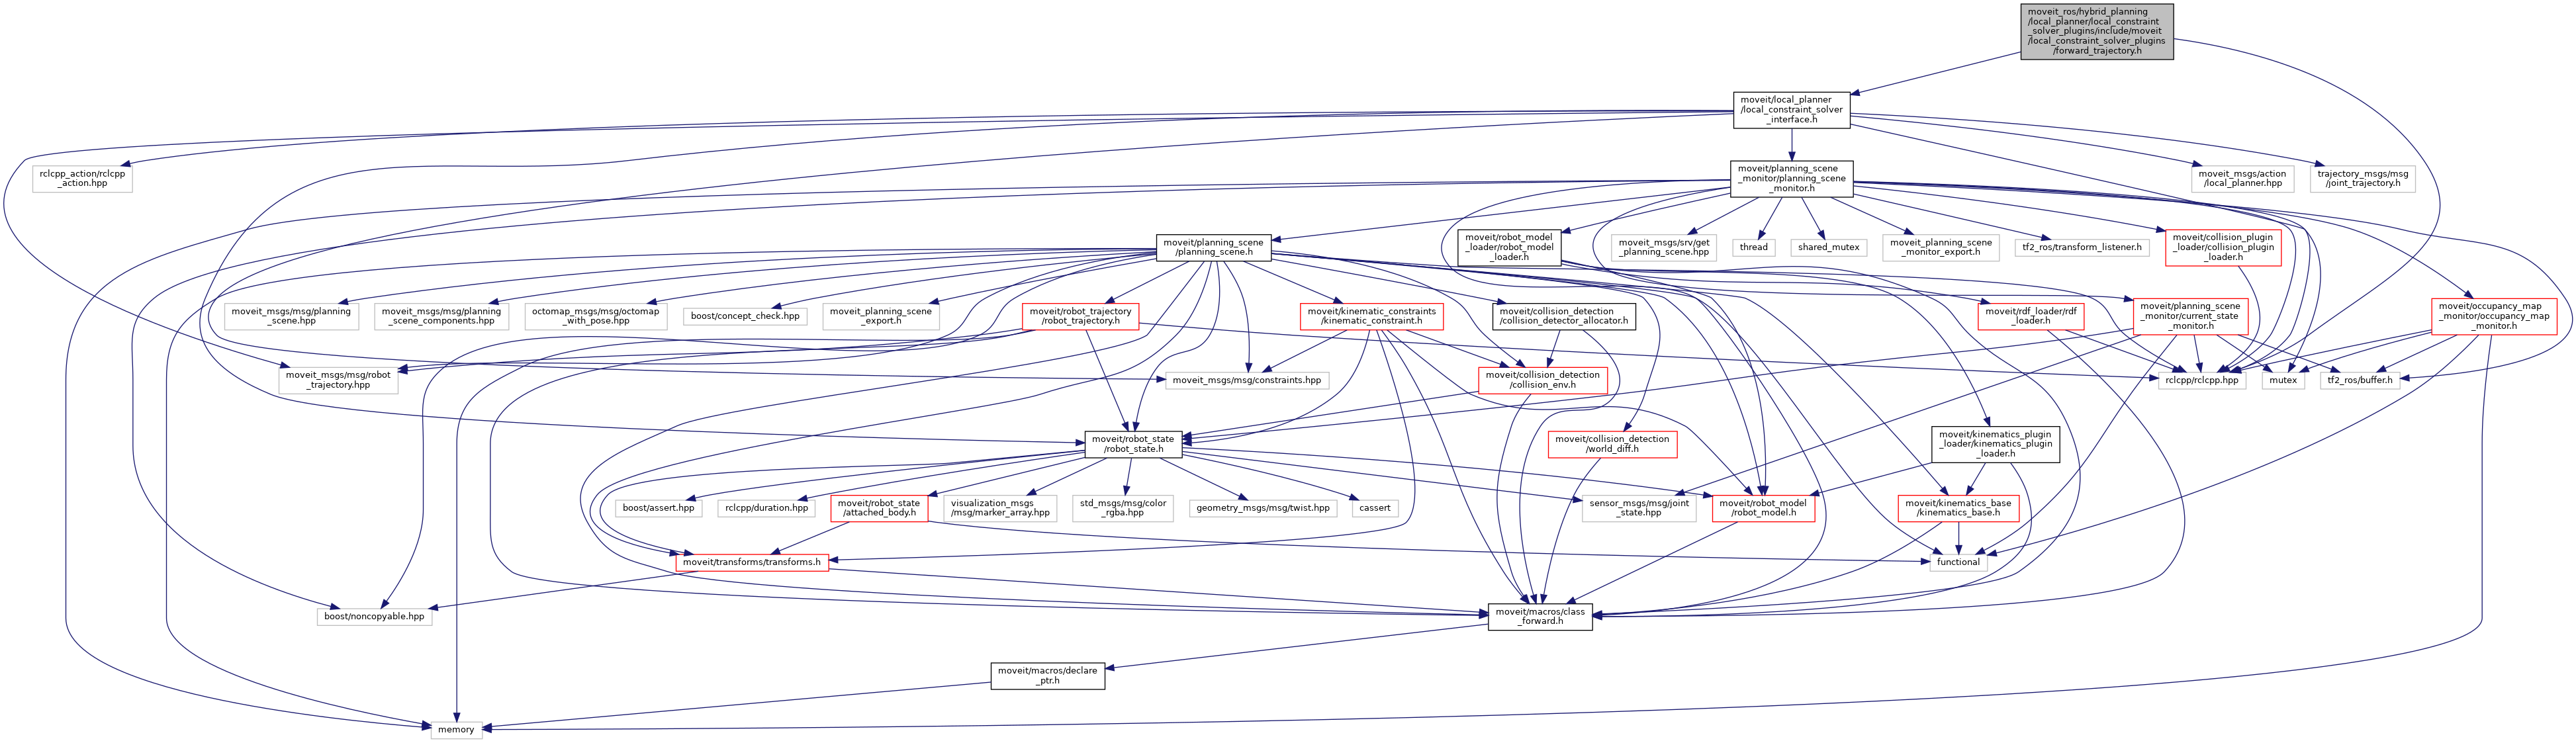 moveit_ros/hybrid_planning
/local_planner/local_constraint
_solver_plugins/include/moveit
/local_constraint_solver_plugins
/forward_trajectory.h
moveit/local_planner
/local_constraint_solver
_interface.h
rclcpp_action/rclcpp
_action.hpp
moveit/planning_scene
_monitor/planning_scene
_monitor.h
moveit_msgs/action
/local_planner.hpp
trajectory_msgs/msg
/joint_trajectory.h
moveit/planning_scene
/planning_scene.h
moveit/robot_model
_loader/robot_model
_loader.h
moveit_msgs/srv/get
_planning_scene.hpp
thread
shared_mutex
moveit_planning_scene
_monitor_export.h
tf2_ros/transform_listener.h
moveit/collision_plugin
_loader/collision_plugin
_loader.h
moveit_msgs/msg/planning
_scene.hpp
moveit_msgs/msg/planning
_scene_components.hpp
octomap_msgs/msg/octomap
_with_pose.hpp
boost/concept_check.hpp
moveit_planning_scene
_export.h
moveit/robot_trajectory
/robot_trajectory.h
moveit/kinematic_constraints
/kinematic_constraint.h
moveit/collision_detection
/collision_detector_allocator.h
moveit/rdf_loader/rdf
_loader.h
moveit/planning_scene
_monitor/current_state
_monitor.h
moveit/occupancy_map
_monitor/occupancy_map
_monitor.h
moveit_msgs/msg/robot
_trajectory.hpp
moveit_msgs/msg/constraints.hpp
moveit/collision_detection
/collision_env.h
rclcpp/rclcpp.hpp
mutex
tf2_ros/buffer.h
moveit/robot_state
/robot_state.h
moveit/collision_detection
/world_diff.h
moveit/kinematics_plugin
_loader/kinematics_plugin
_loader.h
boost/assert.hpp
rclcpp/duration.hpp
moveit/robot_state
/attached_body.h
visualization_msgs
/msg/marker_array.hpp
std_msgs/msg/color
_rgba.hpp
geometry_msgs/msg/twist.hpp
cassert
sensor_msgs/msg/joint
_state.hpp
moveit/robot_model
/robot_model.h
moveit/kinematics_base
/kinematics_base.h
moveit/transforms/transforms.h
functional
boost/noncopyable.hpp
moveit/macros/class
_forward.h
moveit/macros/declare
_ptr.h
memory